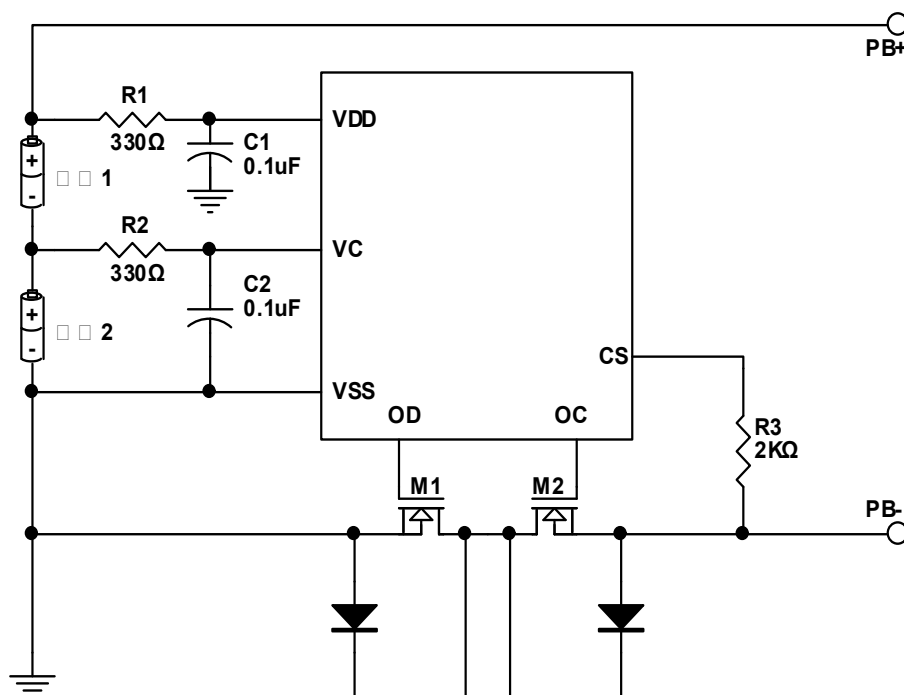 PB+
R1
330Ω
VDD
C1
0.1uF
1
R2
330Ω
VC
C2
0.1uF
2
CS
VSS
OD
OC
R3
2KΩ
M1
M2
PB-